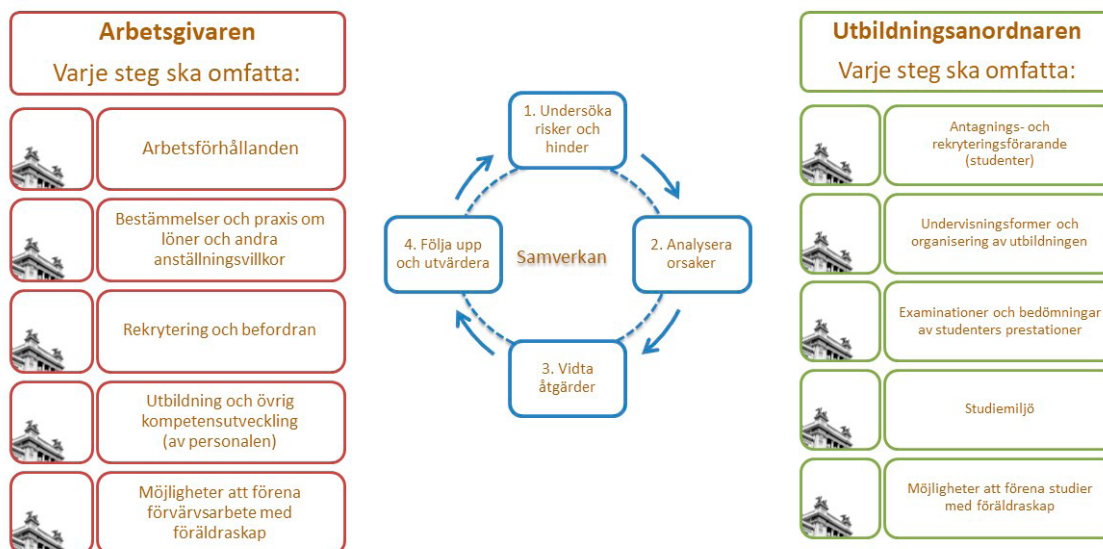 Arbetsgivaren
Varje steg ska omfatta:
Arbetsförhållanden
Bestämmelser och praxis om
löner och andra
anställningsvillkor
Rekrytering och befordran
Utbildning och övrig
kompetensutveckling
(av personalen)
Möjligheter att förena
förvärvsarbete med
föräldraskap
1. Undersöka
risker och
hinder
2. Analysera
orsaker
3. Vidta
åtgärder
4. Följa upp
och utvärdera
Samverkan
Utbildningsanordnaren
Varje steg ska omfatta:
Antagnings- och
rekryteringsförarande
(studenter)
Undervisningsformer och
organisering av utbildningen
Examinationer och bedömningar
av studenters prestationer
Studiemiljö
Möjligheter att förena studier
med föräldraskap